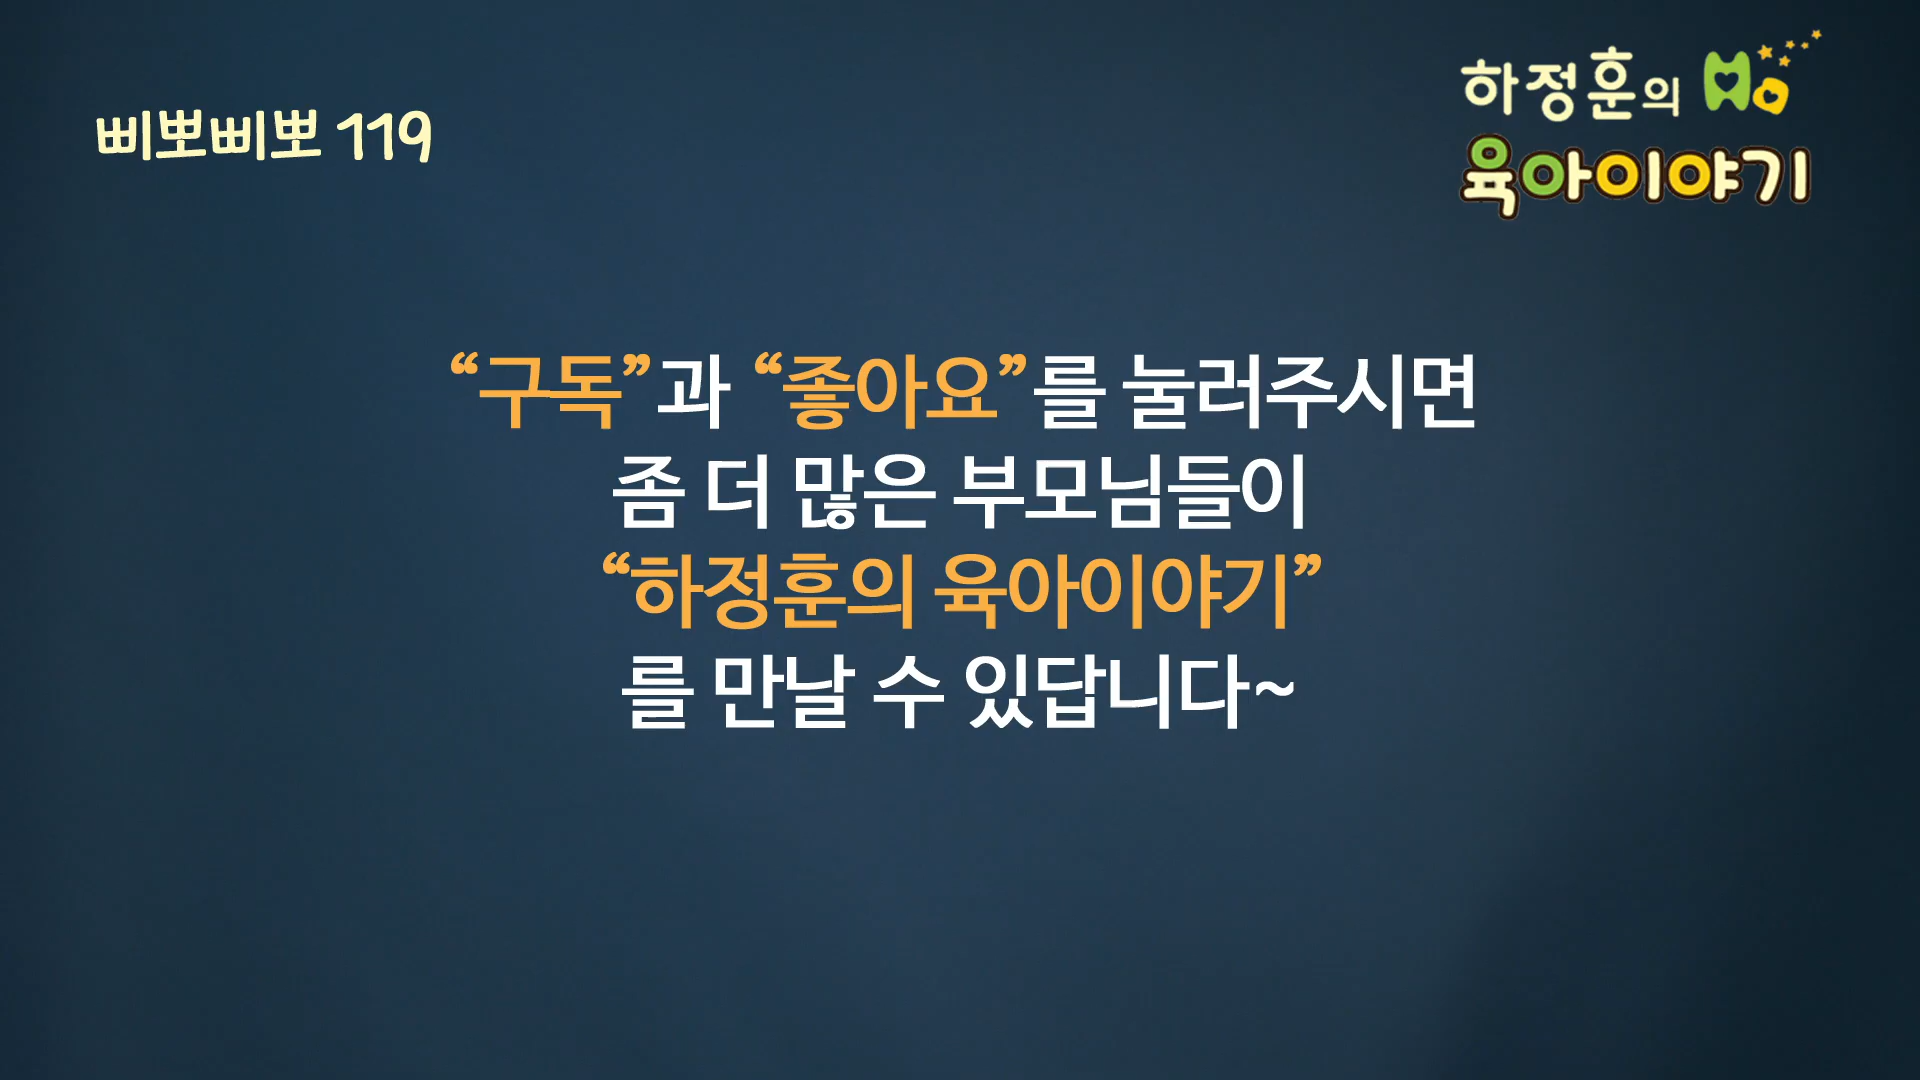 삐뽀삐뽀 119
하정훈의
육아이야기
“구독”과 “좋아요”를 눌러주시면
좀 더 많은 부모님들이
“하정훈의 육아이야기”
를 만날 수 있답니다~